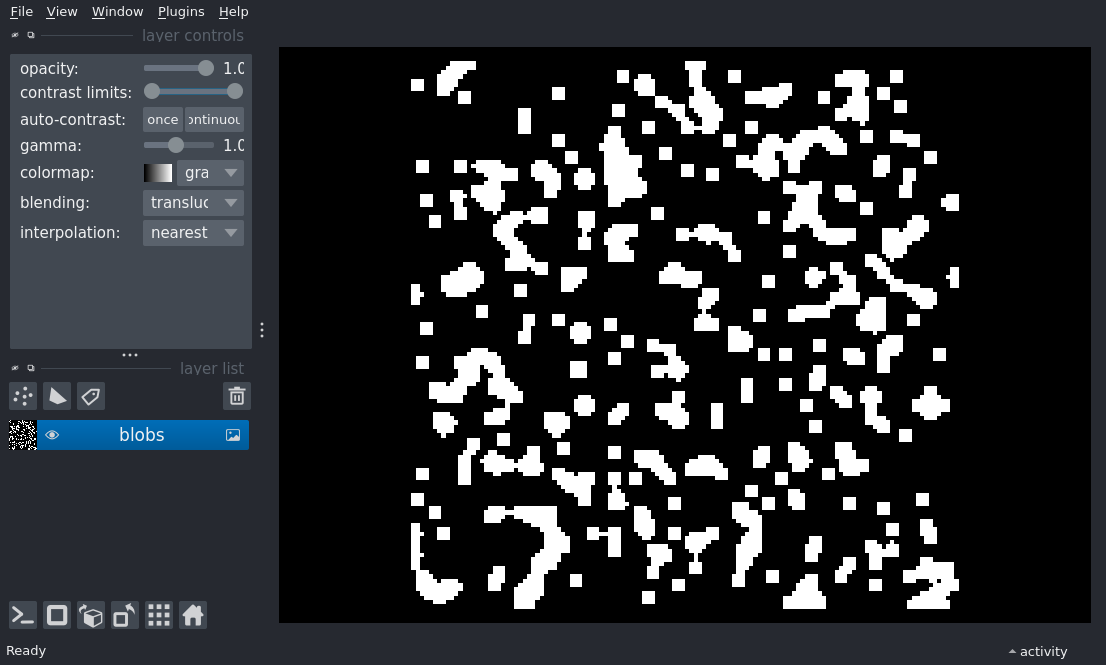 File View Window Plugins Help
layer controls
opacity: 1.0
contrast limits:
auto-contrast: once ontinuou
gamma: 1.0
colormap: gra
blending: transluc
interpolation: nearest
layer list
blobs
Ready activity